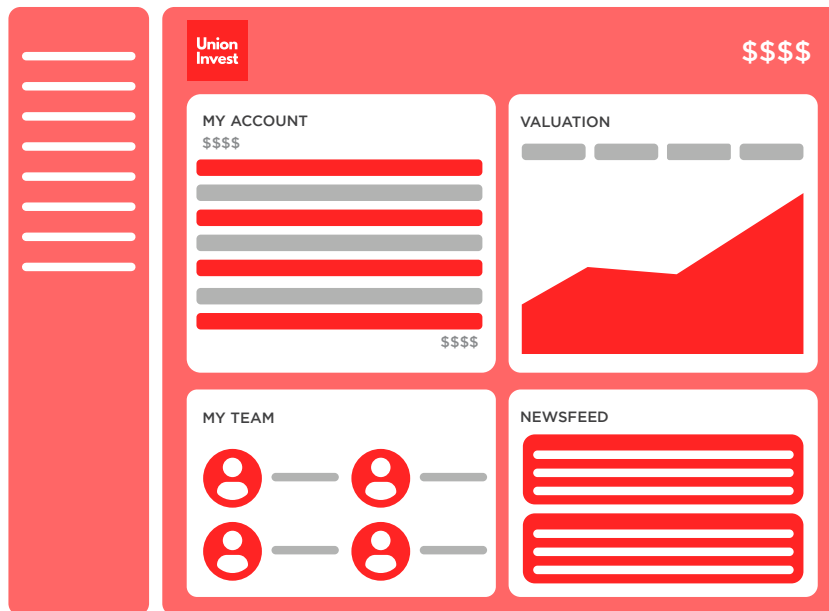 Union
Invest
$$$$
MY ACCOUNT
$$$$
$$$$
VALUATION
MY TEAM
NEWSFEED